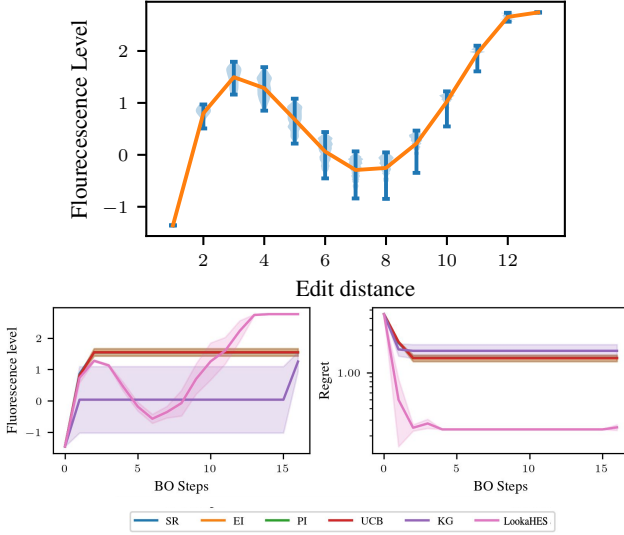 2
1
0
−1
Flourecescence Level
2 4 6 8 10 12
Edit distance
2
1
0
−1
Fluorescence level
0 5 10 15
BO Steps
1.00
Regret
0 5 10 15
BO Steps
SR EI PI UCB KG LookaHES